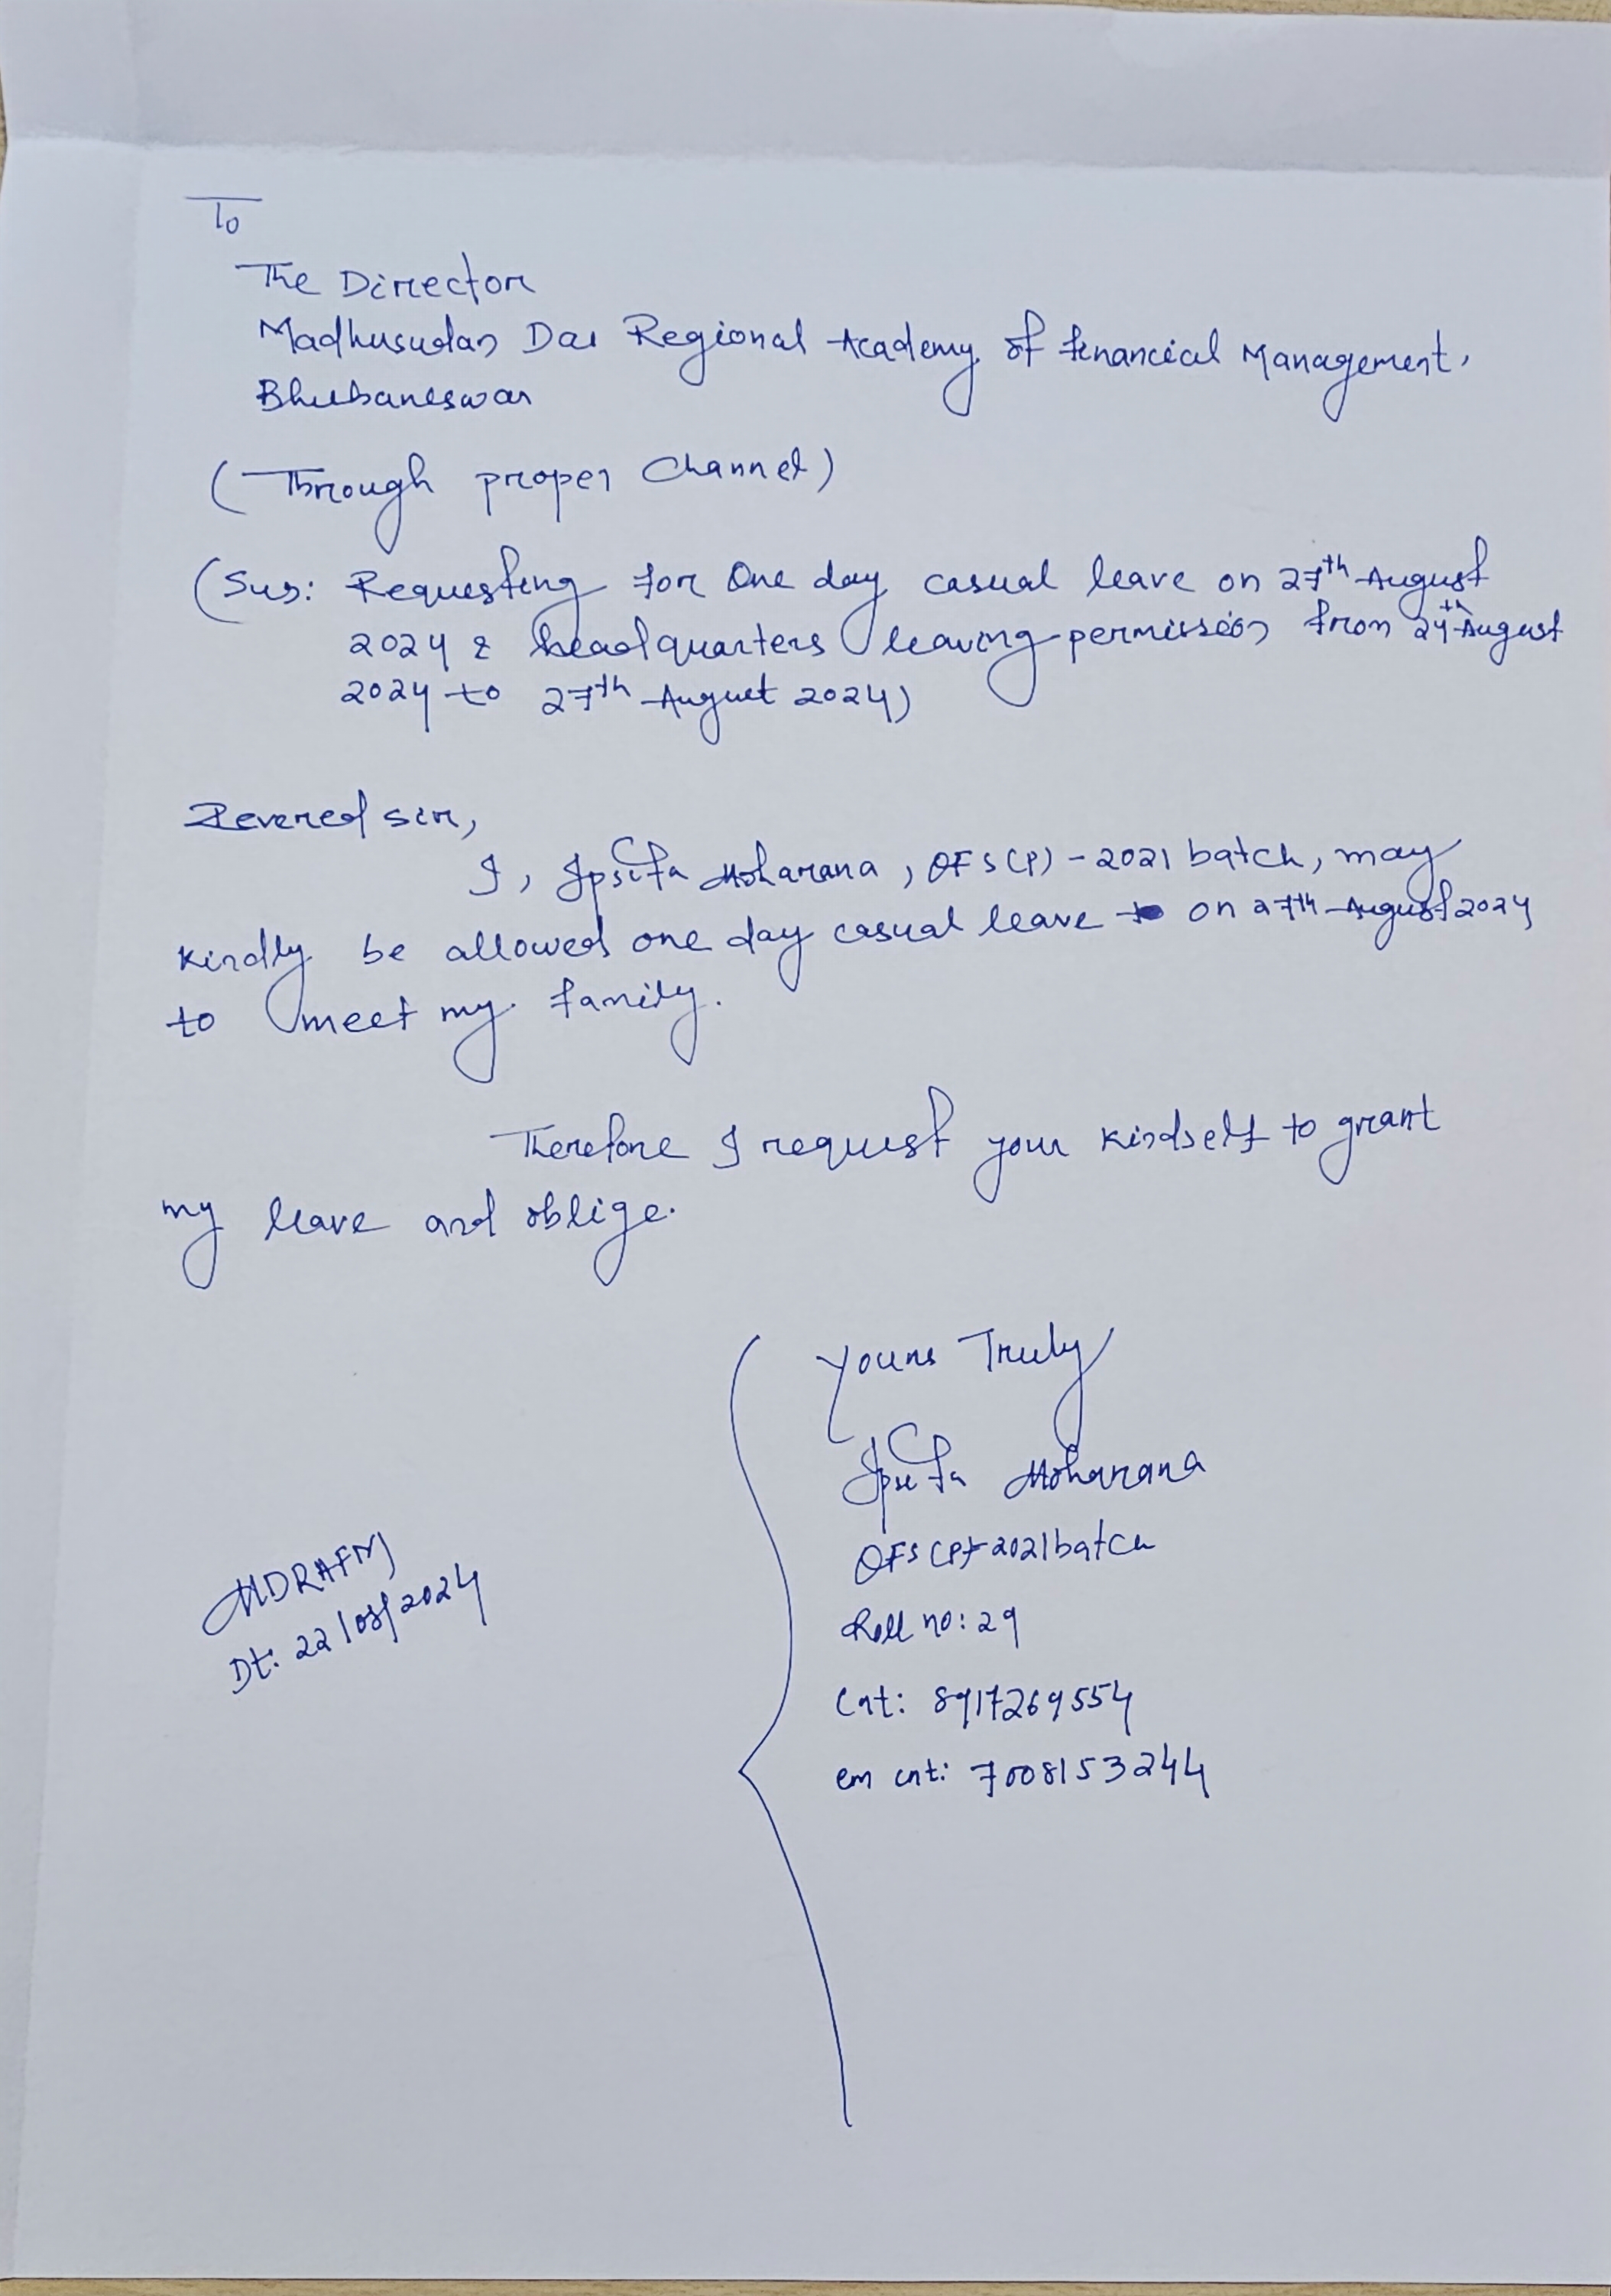 To
The Director
Madhusudan Das Regional Academy of financial Management,
Bhubaneswar
(Through proper Channel)
(Sub: Requesting for One day casual leave on 27th August
2024 & headquarters leaving permission from 24th August
2024 to 27th August 2024)
Revered sir,
I, Ipsita Moharana, OFS(P)-2021 batch, may
kindly be allowed one day casual leave on 27th August 2024
to meet my family.
Therefore I request your kindself to grant
my leave and oblige.
Yours Truly
Ipsita Moharana
OFS(P)-2021 batch
MDRAFM
Dt: 22/08/2024
Roll no: 29
Cnt: 8917269554
em cnt: 7008153244